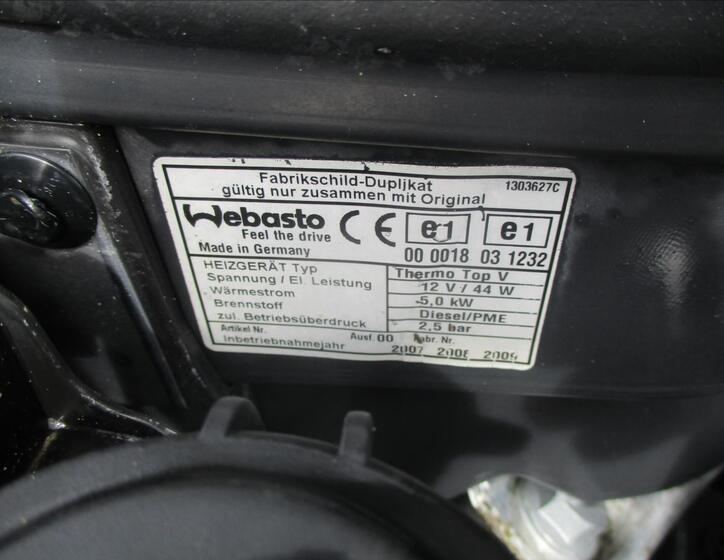 Fabrikschild-Duplikat
gültig nur zusammen mit Original
1303627C
Webasto
Feel the drive
Made in Germany
CE
e1
e1
00 0018 03 1232
HEIZGERÄT Typ
Thermo Top V
Spannung / El. Leistung
12 V / 44 W
Wärmestrom
5,0 kW
Brennstoff
Diesel/PME
zul. Betriebsüberdruck
2,5 bar
Artikel Nr.
Ausf.00
Fabr. Nr.
Inbetriebnahmejahr
2007 2008 2009